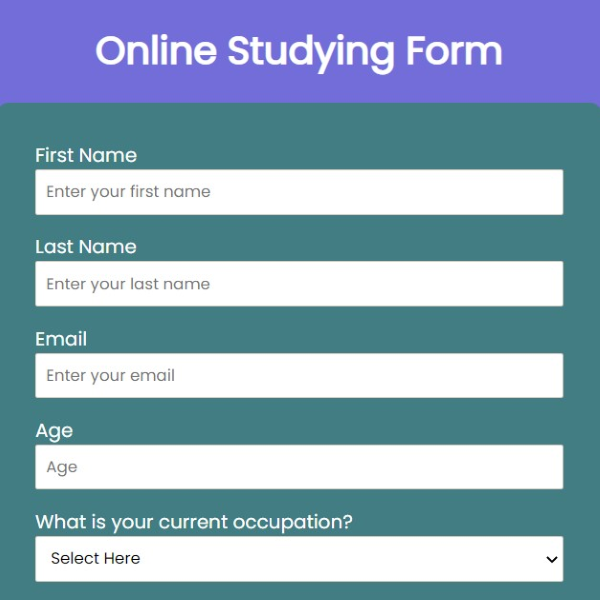 Online Studying Form
First Name
Enter your first name
Last Name
Enter your last name
Email
Enter your email
Age
Age
What is your current occupation?
Select Here